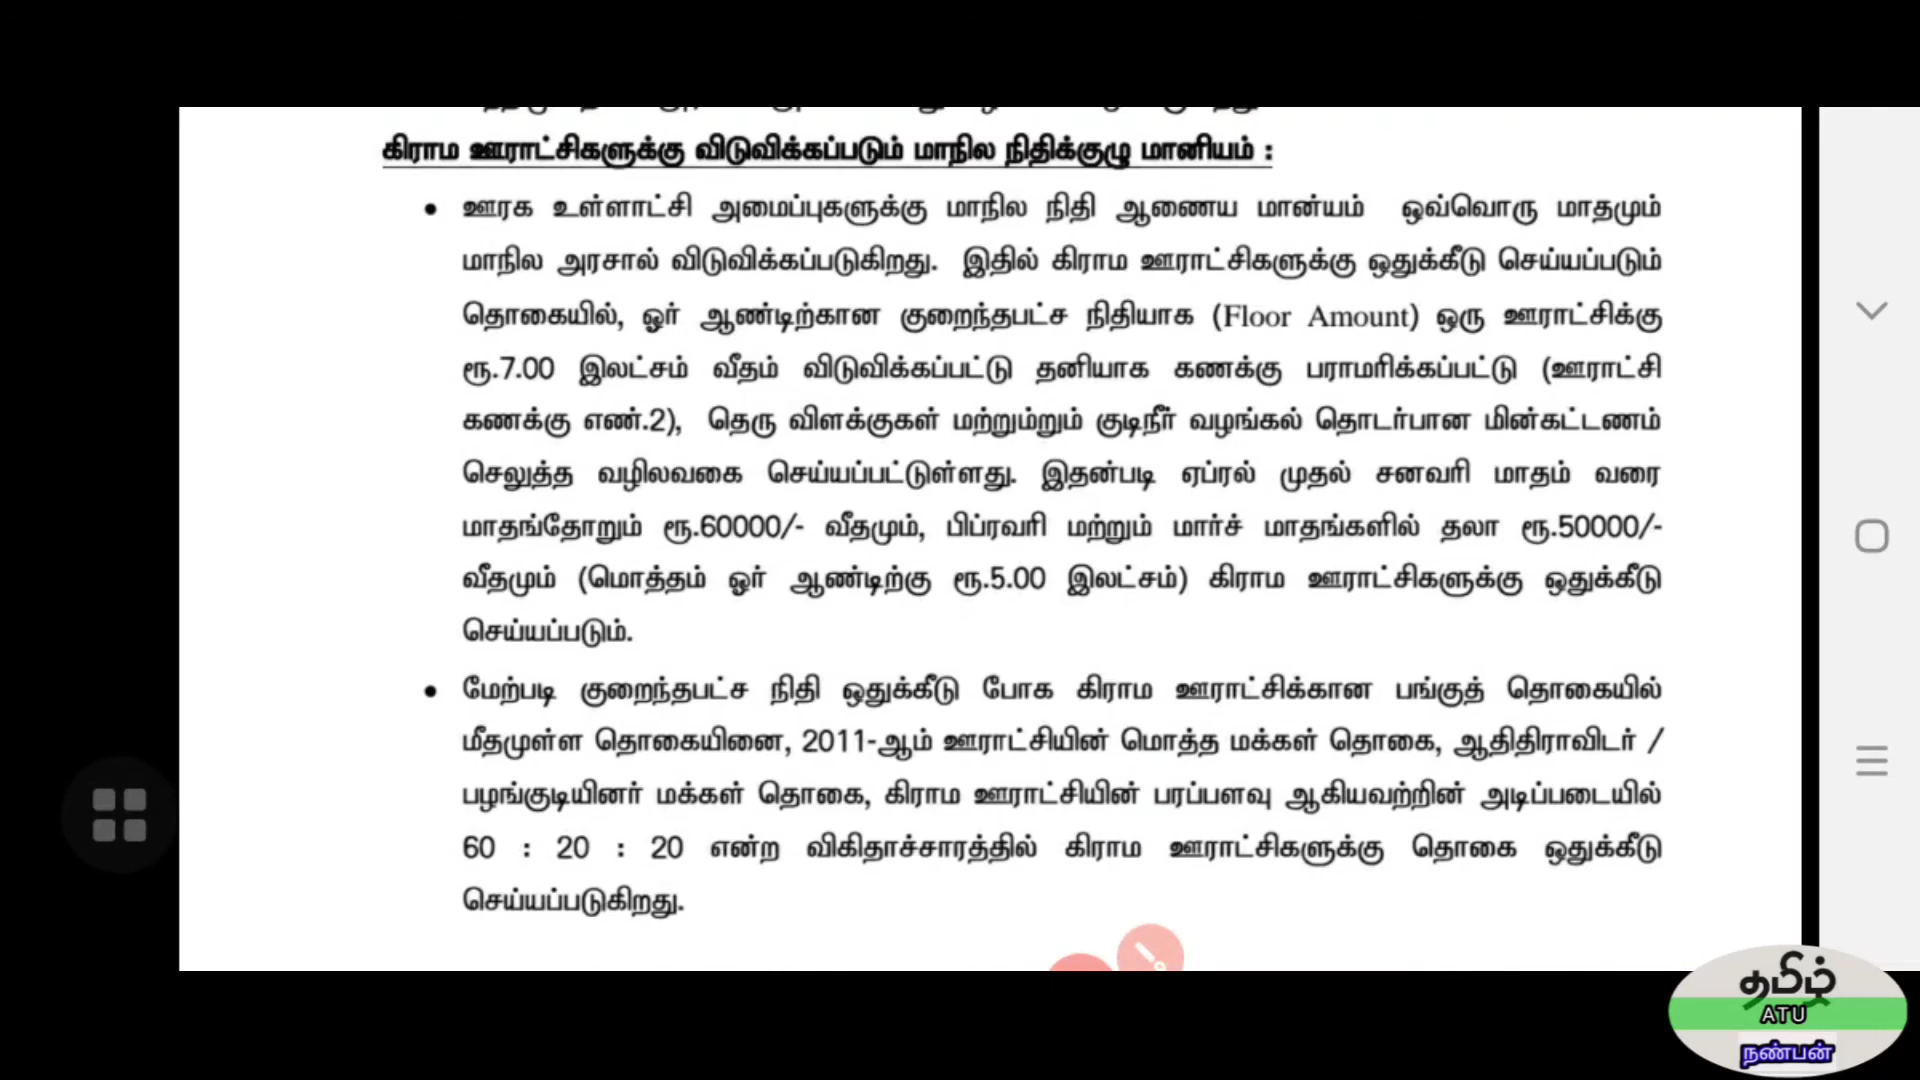 கிராம ஊராட்சிகளுக்கு விடுவிக்கப்படும் மாநில நிதிக்குழு மானியம் :
• ஊரக உள்ளாட்சி அமைப்புகளுக்கு மாநில நிதி ஆணைய மான்யம் ஒவ்வொரு மாதமும்
மாநில அரசால் விடுவிக்கப்படுகிறது. இதில் கிராம ஊராட்சிகளுக்கு ஒதுக்கீடு செய்யப்படும்
தொகையில், ஓர் ஆண்டிற்கான குறைந்தபட்ச நிதியாக (Floor Amount) ஒரு ஊராட்சிக்கு
ரூ.7.00 இலட்சம் வீதம் விடுவிக்கப்பட்டு தனியாக கணக்கு பராமரிக்கப்பட்டு (ஊராட்சி
கணக்கு எண்.2), தெரு விளக்குகள் மற்றும்றும் குடிநீர் வழங்கல் தொடர்பான மின்கட்டணம்
செலுத்த வழிலவகை செய்யப்பட்டுள்ளது. இதன்படி ஏப்ரல் முதல் சனவரி மாதம் வரை
மாதங்தோறும் ரூ.60000/- வீதமும், பிப்ரவரி மற்றும் மார்ச் மாதங்களில் தலா ரூ.50000/-
வீதமும் (மொத்தம் ஓர் ஆண்டிற்கு ரூ.5.00 இலட்சம்) கிராம ஊராட்சிகளுக்கு ஒதுக்கீடு
செய்யப்படும்.
• மேற்படி குறைந்தபட்ச நிதி ஒதுக்கீடு போக கிராம ஊராட்சிக்கான பங்குத் தொகையில்
மீதமுள்ள தொகையினை, 2011-ஆம் ஊராட்சியின் மொத்த மக்கள் தொகை, ஆதிதிராவிடர் /
பழங்குடியினர் மக்கள் தொகை, கிராம ஊராட்சியின் பரப்பளவு ஆகியவற்றின் அடிப்படையில்
60 : 20 : 20 என்ற விகிதாச்சாரத்தில் கிராம ஊராட்சிகளுக்கு தொகை ஒதுக்கீடு
செய்யப்படுகிறது.
தமிழ்
ATU
நண்பன்